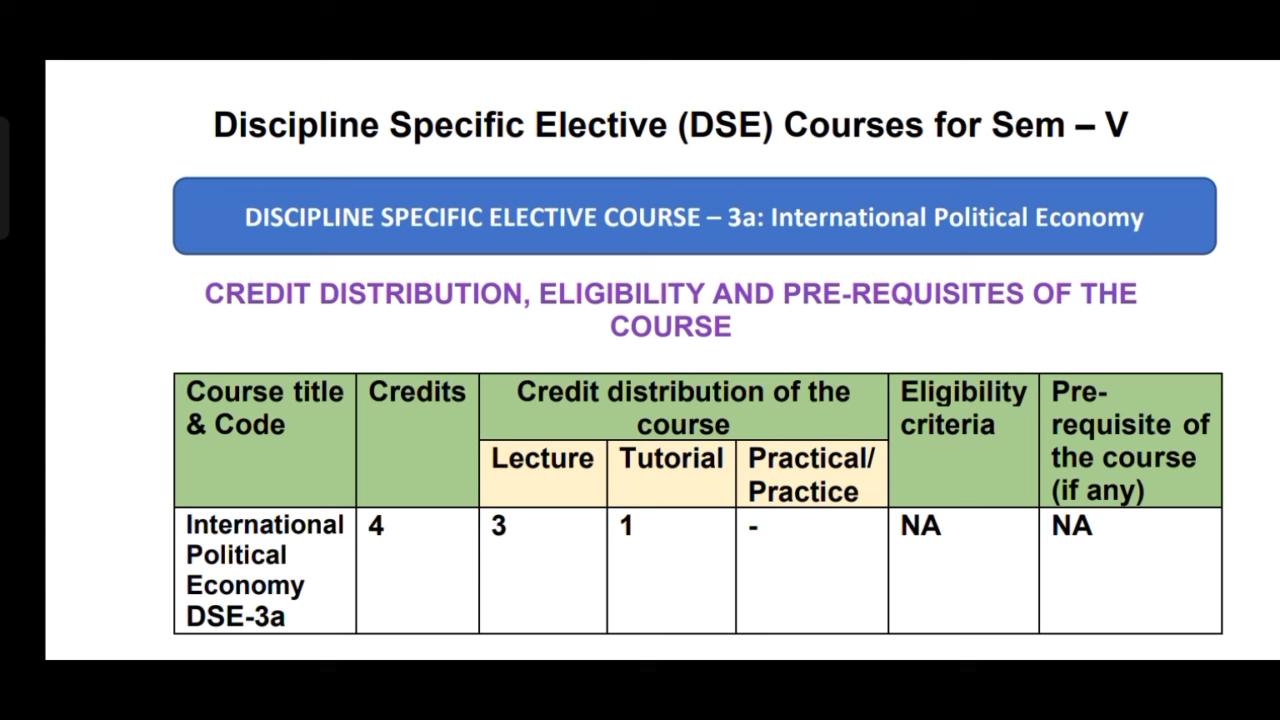 Discipline Specific Elective (DSE) Courses for Sem – V
DISCIPLINE SPECIFIC ELECTIVE COURSE – 3a: International Political Economy
CREDIT DISTRIBUTION, ELIGIBILITY AND PRE-REQUISITES OF THE
COURSE
Course title
& Code
Credits
Credit distribution of the
course
Eligibility
criteria
Pre-
requisite of
the course
(if any)
Lecture
Tutorial
Practical/
Practice
International
Political
Economy
DSE-3a
4
3
1
-
NA
NA